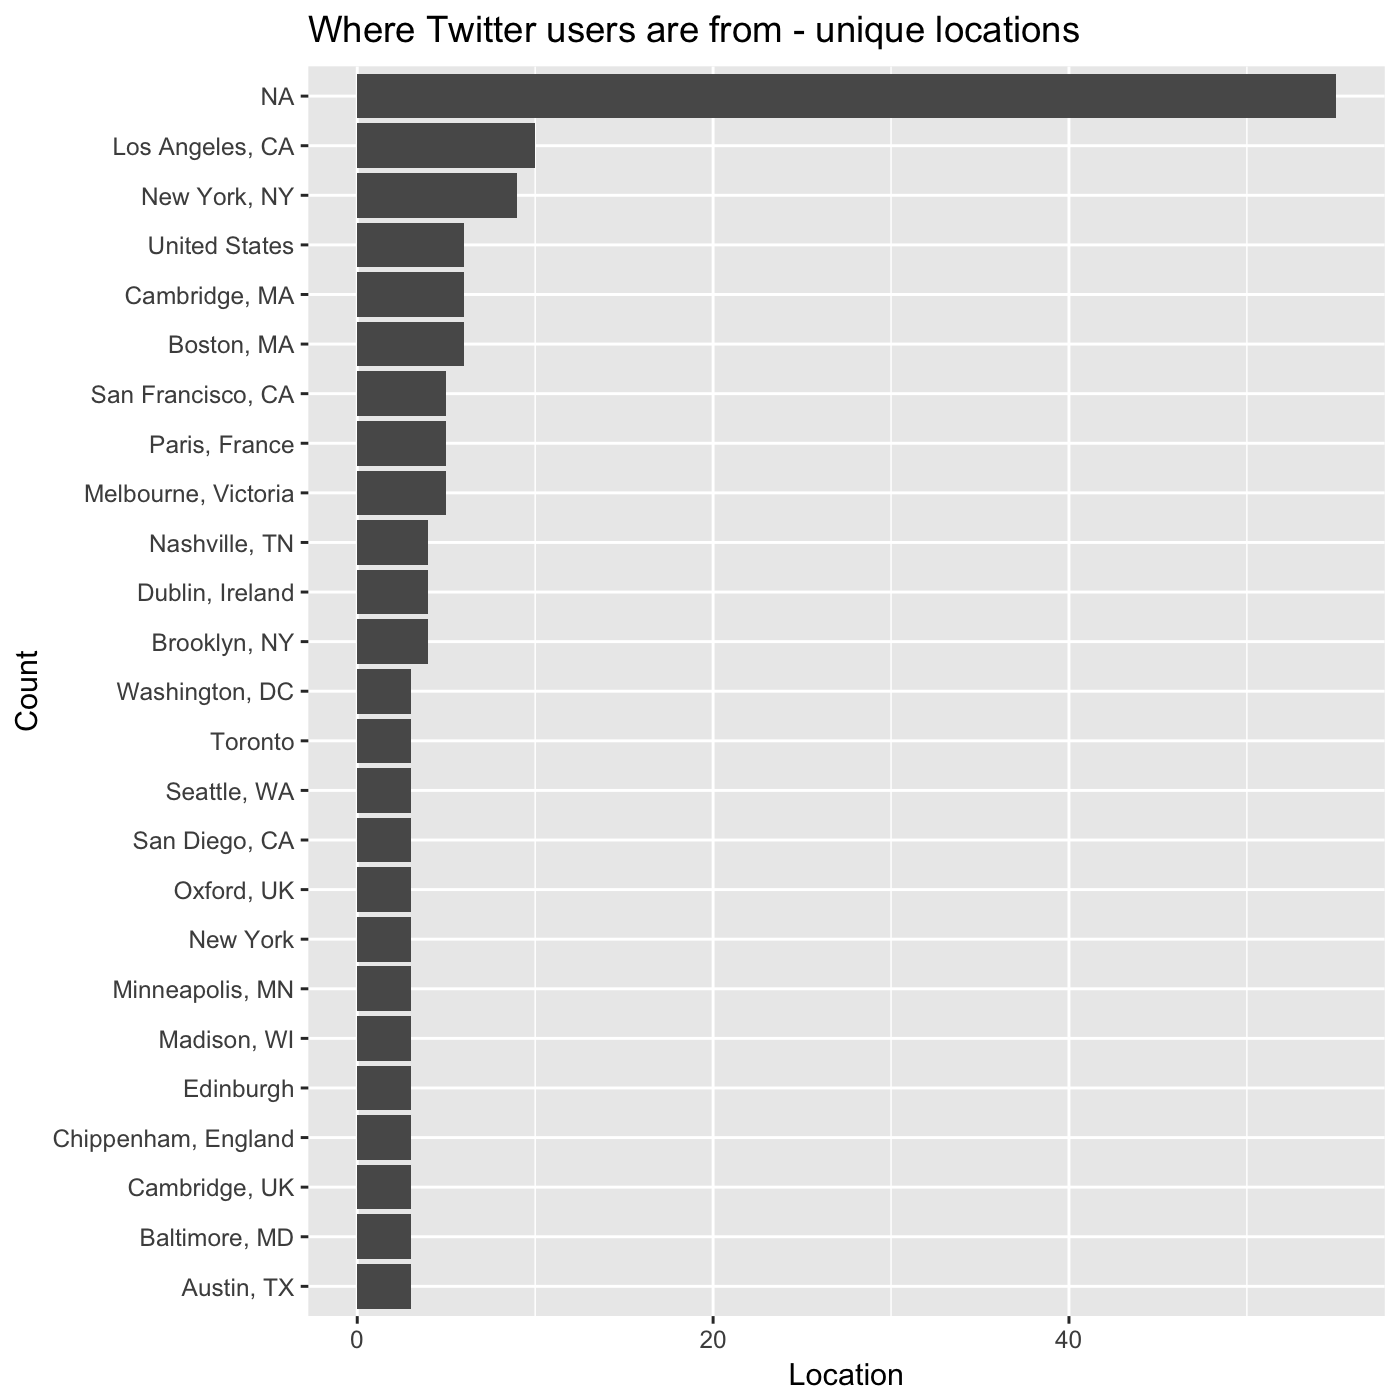 Where Twitter users are from - unique locations
NA
Los Angeles, CA
New York, NY
United States
Cambridge, MA
Boston, MA
San Francisco, CA
Paris, France
Melbourne, Victoria
Nashville, TN
Dublin, Ireland
Brooklyn, NY
Washington, DC
Toronto
Seattle, WA
San Diego, CA
Oxford, UK
New York
Minneapolis, MN
Madison, WI
Edinburgh
Chippenham, England
Cambridge, UK
Baltimore, MD
Austin, TX
Count
0 20 40
Location